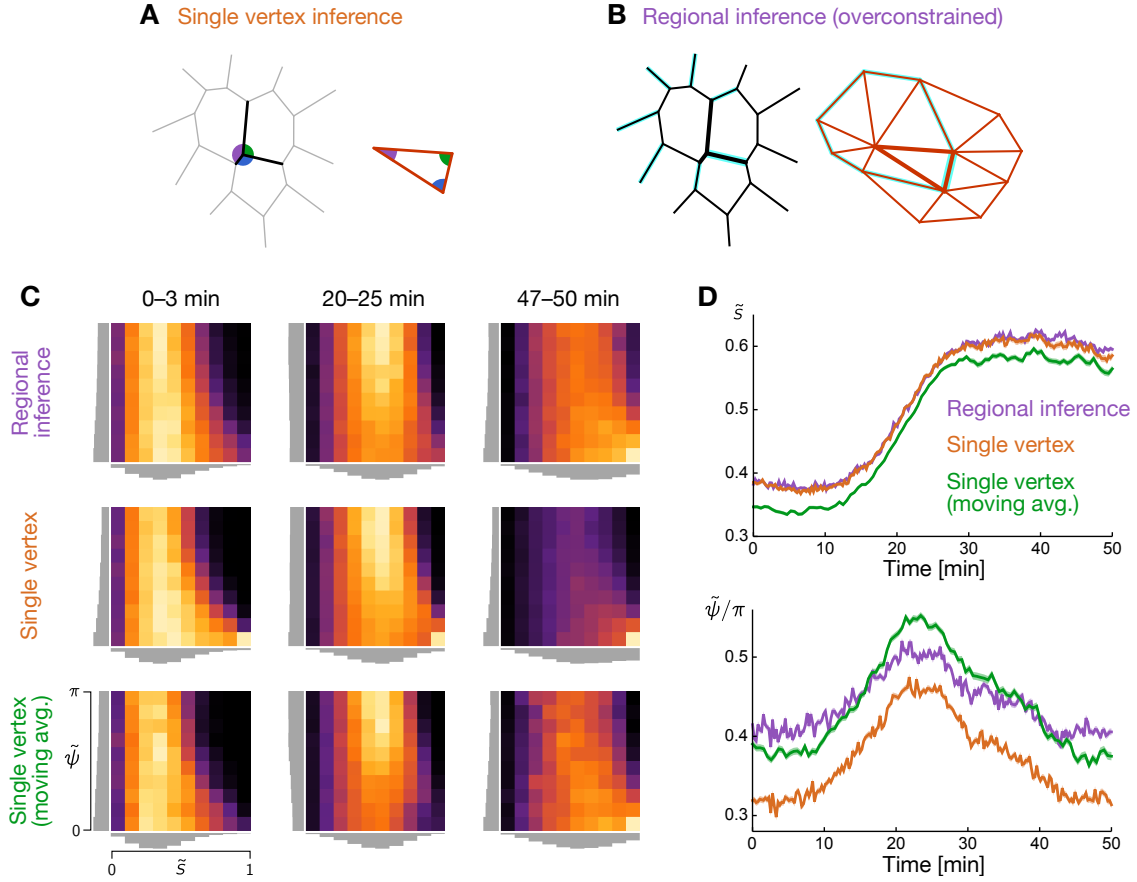 A Single vertex inference
B Regional inference (overconstrained)
C
0–3 min
20–25 min
47–50 min
Regional
inference
Single vertex
Single vertex
(moving avg.)
π
ψ̃
0
0
s̃
1
D
s̃
0.6
0.5
0.4
0.3
Regional inference
Single vertex
Single vertex
(moving avg.)
0
10
20
30
40
50
Time [min]
ψ̃/π
0.5
0.4
0.3
0
10
20
30
40
50
Time [min]